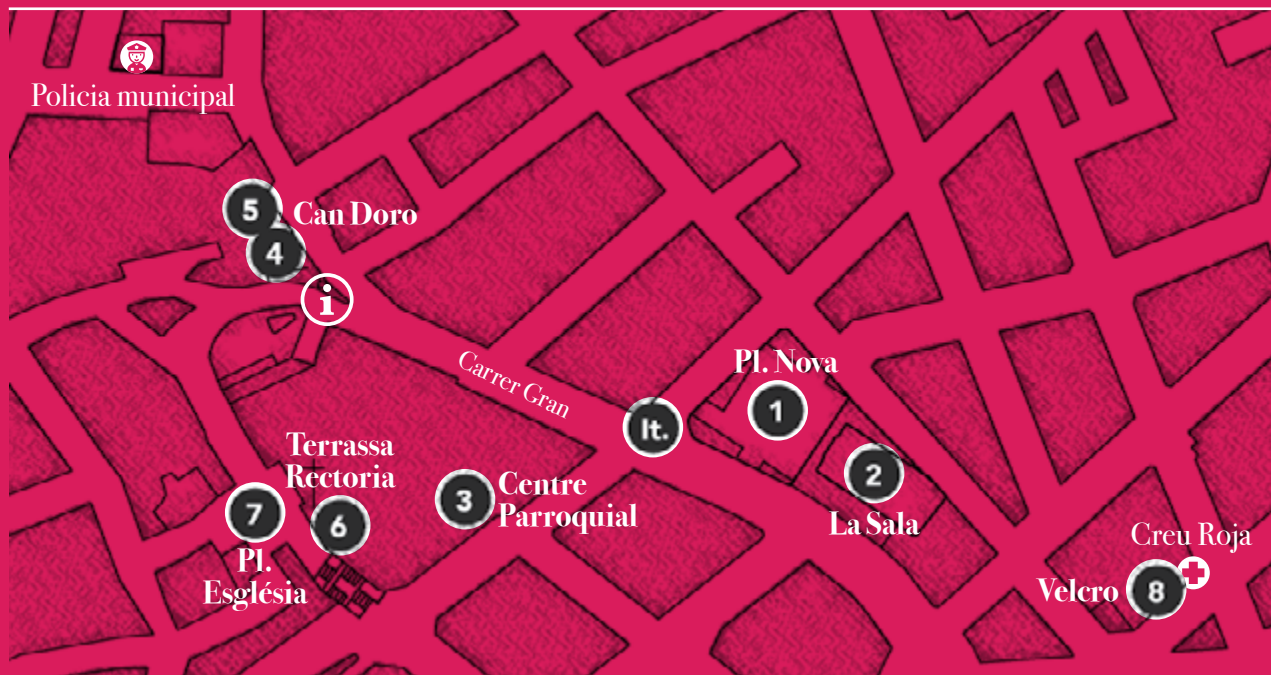 Policia municipal
5
Can Doro
4
i
Carrer Gran
Pl. Nova
1
It.
2
La Sala
Terrassa
Rectoria
3
Centre
Parroquial
7
6
Pl.
Església
Creu Roja
Velcro
8